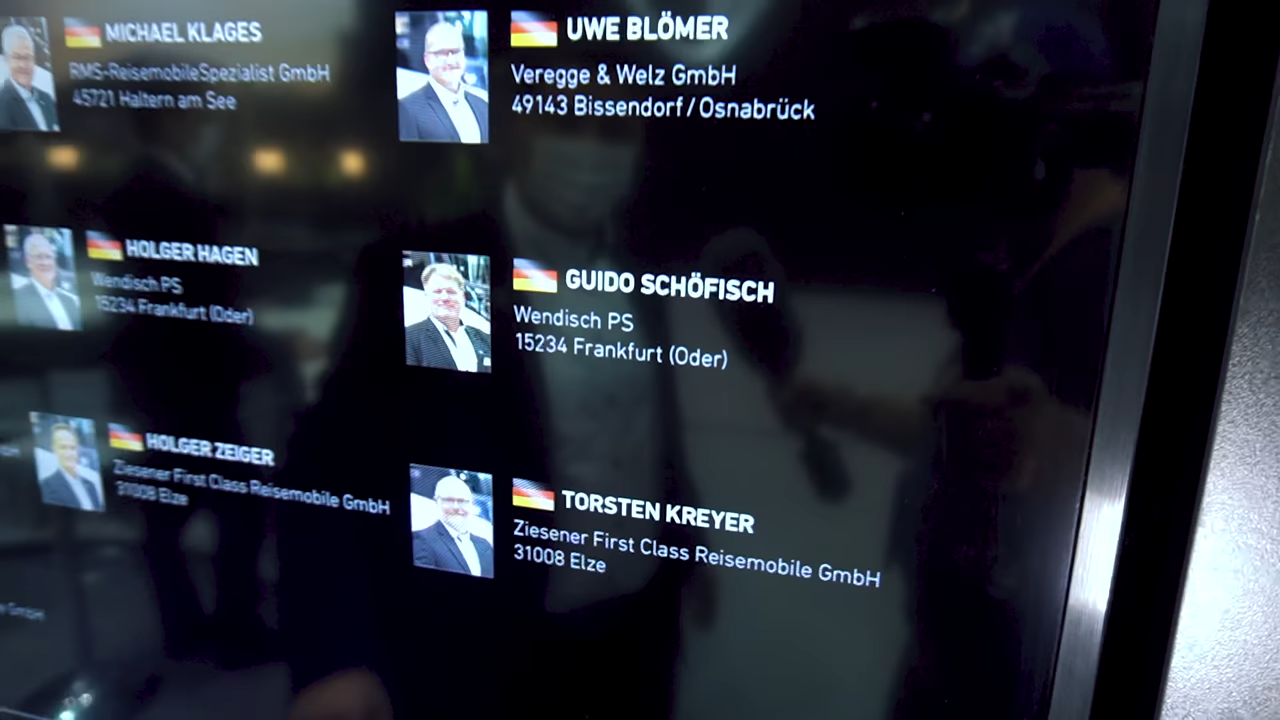 MICHAEL KLAGES
RMS-ReisemobileSpezialist GmbH
45721 Haltern am See
UWE BLÖMER
Veregge & Welz GmbH
49143 Bissendorf/Osnabrück
HOLGER HAGEN
Wendisch PS
15234 Frankfurt (Oder)
GUIDO SCHÖFISCH
Wendisch PS
15234 Frankfurt (Oder)
HOLGER ZEIGER
Ziesener First Class Reisemobile GmbH
31008 Elze
TORSTEN KREYER
Ziesener First Class Reisemobile GmbH
31008 Elze
GmbH